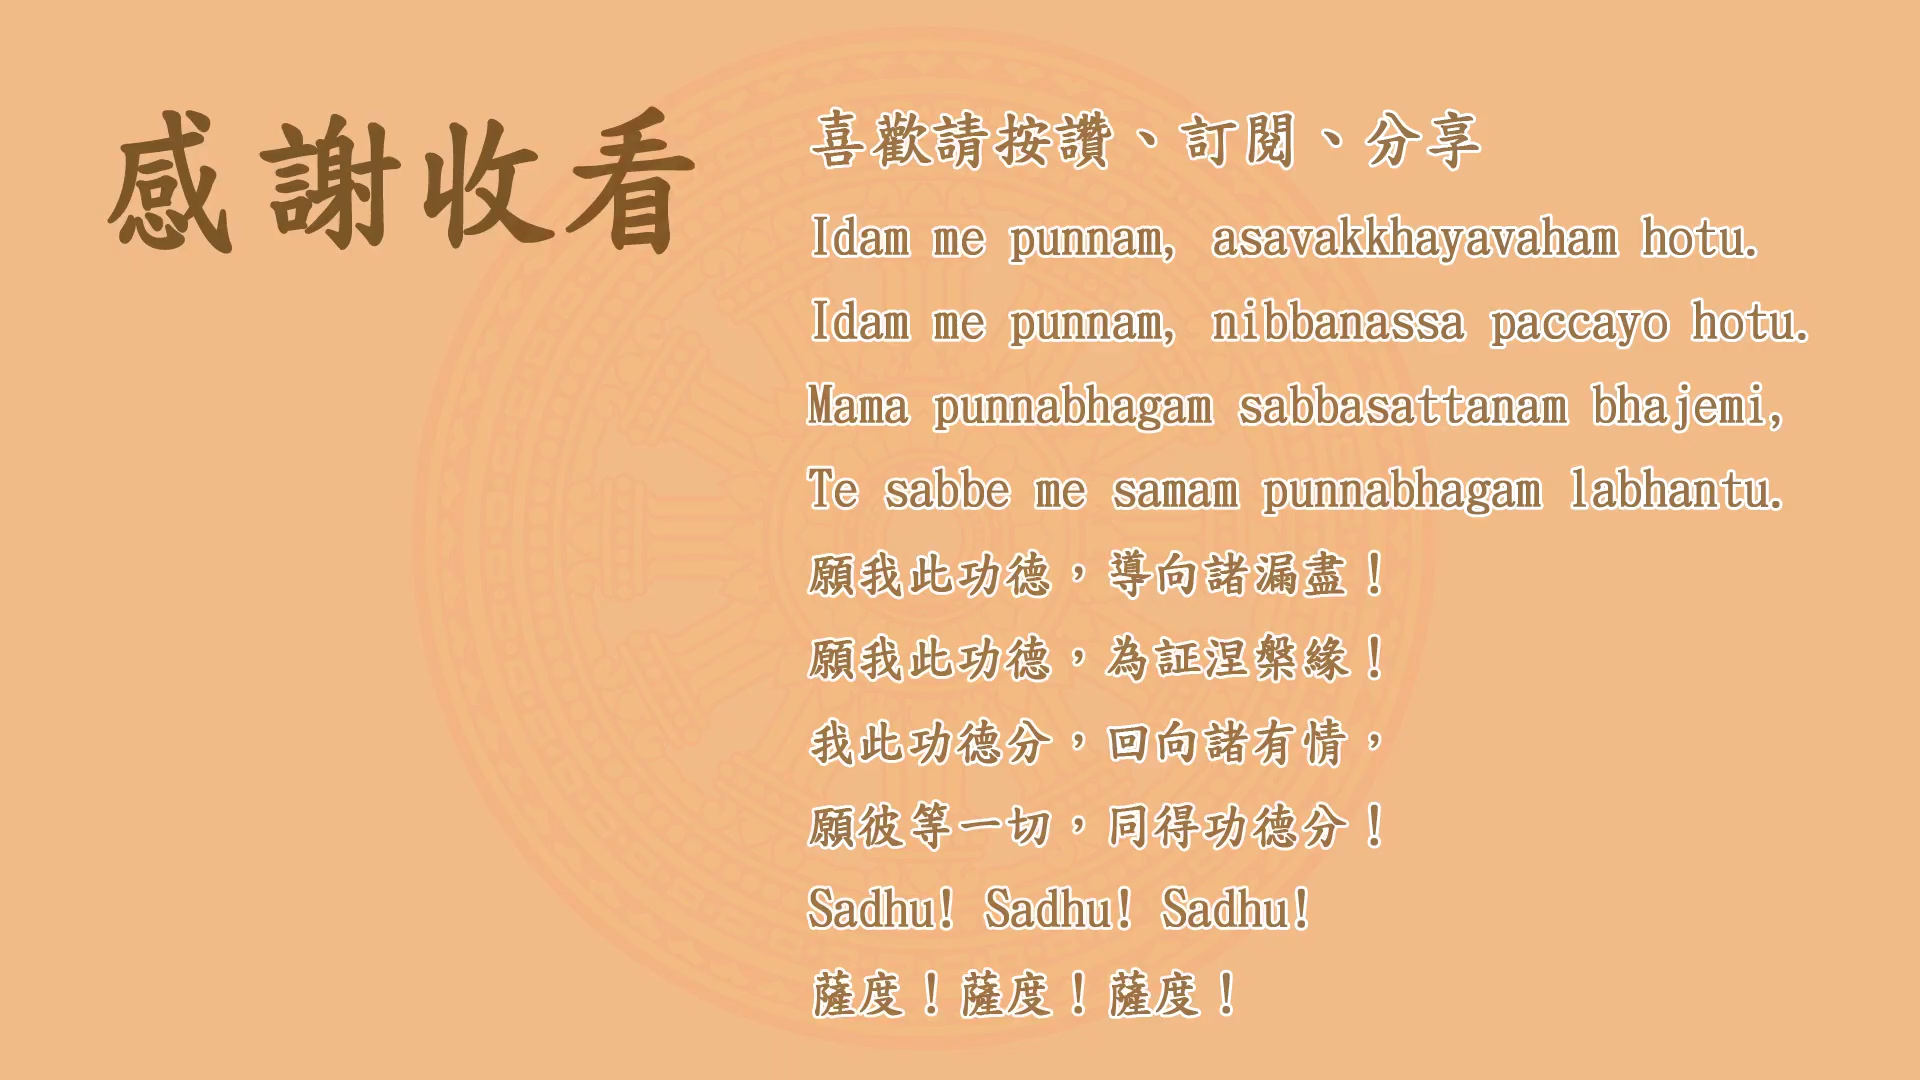 感謝收看
喜歡請按讚、訂閱、分享
Idam me punnam, asavakkhayavaham hotu.
Idam me punnam, nibbanassa paccayo hotu.
Mama punnabhagam sabbasattanam bhajemi,
Te sabbe me samam punnabhagam labhantu.
願我此功德，導向諸漏盡！
願我此功德，為証涅槃緣！
我此功德分，回向諸有情，
願彼等一切，同得功德分！
Sadhu! Sadhu! Sadhu!
薩度！薩度！薩度！